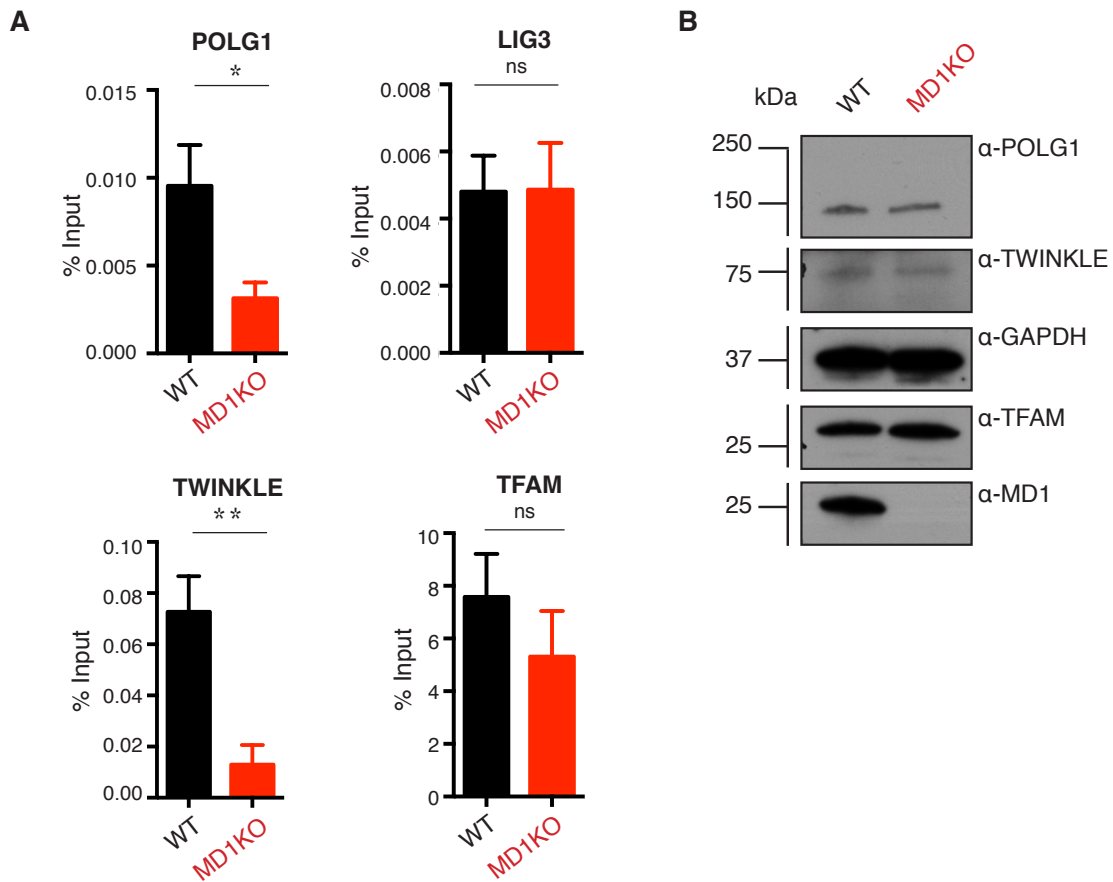 A
POLG1
*
% Input
0.015
0.010
0.005
0.000
WT
MD1KO
LIG3
ns
% Input
0.008
0.006
0.004
0.002
0.000
WT
MD1KO
TWINKLE
**
% Input
0.10
0.08
0.06
0.04
0.02
0.00
WT
MD1KO
TFAM
ns
% Input
10
8
6
4
2
0
WT
MD1KO
B
kDa
WT
MD1KO
250
150
α-POLG1
75
α-TWINKLE
37
α-GAPDH
25
α-TFAM
25
α-MD1